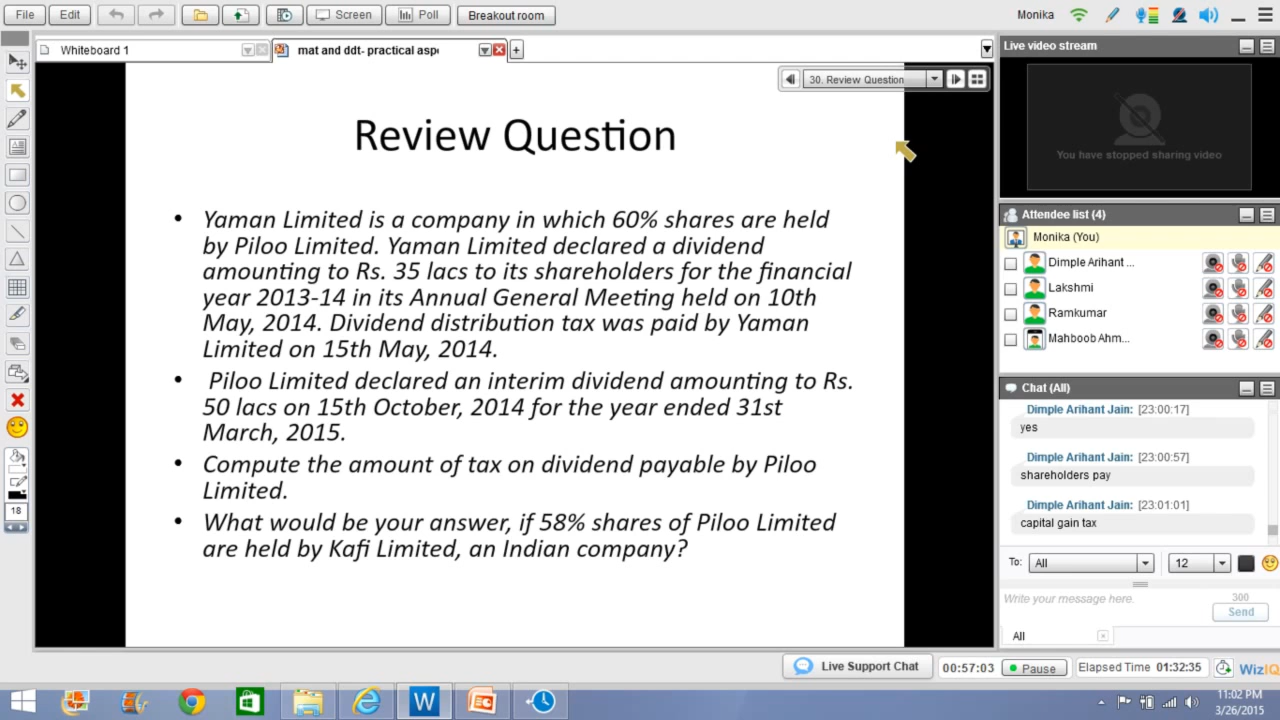 File
Edit
Screen
Poll
Breakout room
Monika
Whiteboard 1
mat and ddt- practical aspe
30. Review Question
Review Question
• Yaman Limited is a company in which 60% shares are held
by Piloo Limited. Yaman Limited declared a dividend
amounting to Rs. 35 lacs to its shareholders for the financial
year 2013-14 in its Annual General Meeting held on 10th
May, 2014. Dividend distribution tax was paid by Yaman
Limited on 15th May, 2014.
• Piloo Limited declared an interim dividend amounting to Rs.
50 lacs on 15th October, 2014 for the year ended 31st
March, 2015.
• Compute the amount of tax on dividend payable by Piloo
Limited.
• What would be your answer, if 58% shares of Piloo Limited
are held by Kafi Limited, an Indian company?
18
Live video stream
You have stopped sharing video
Attendee list (4)
Monika (You)
Dimple Arihant ...
Lakshmi
Ramkumar
Mahboob Ahm...
Chat (All)
Dimple Arihant Jain: [23:00:17]
yes
Dimple Arihant Jain: [23:00:57]
shareholders pay
Dimple Arihant Jain: [23:01:01]
capital gain tax
To: All 12
Write your message here. 300
Send
All
Live Support Chat 00:57:03 Pause Elapsed Time 01:32:35 WizIQ
11:02 PM
3/26/2015